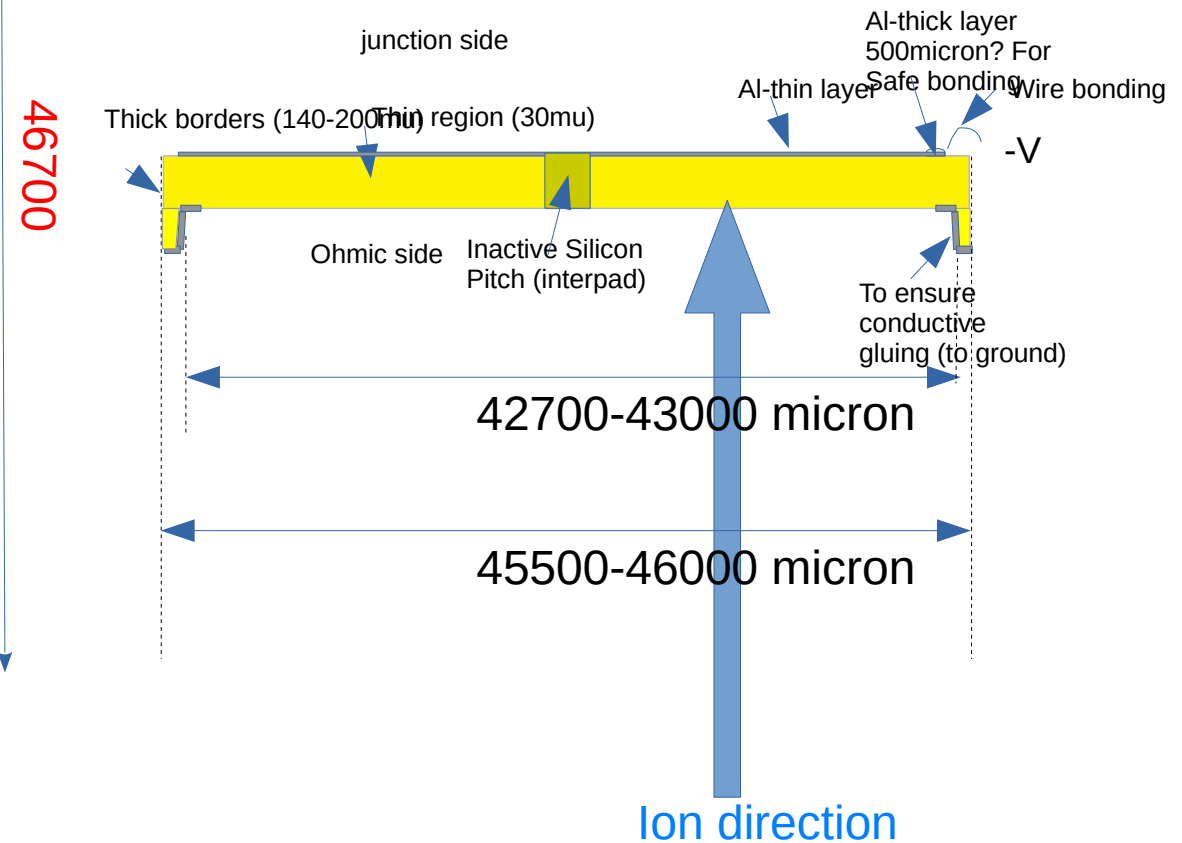 junction side
Al-thick layer
500micron? For
Safe bonding
Al-thin layer
Wire bonding
Thick borders (140-200mu)
Thin region (30mu)
-V
46700
Ohmic side
Inactive Silicon
Pitch (interpad)
To ensure
conductive
gluing (to ground)
42700-43000 micron
45500-46000 micron
Ion direction